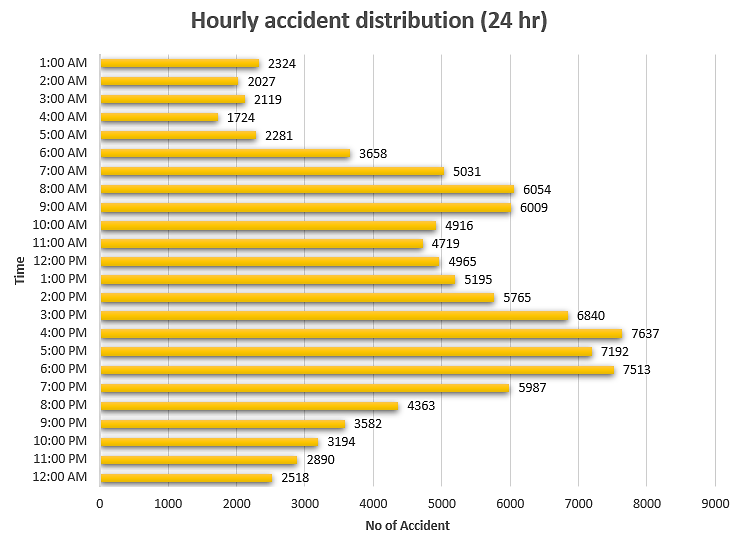 Hourly accident distribution (24 hr)
Time
1:00 AM 2324
2:00 AM 2027
3:00 AM 2119
4:00 AM 1724
5:00 AM 2281
6:00 AM 3658
7:00 AM 5031
8:00 AM 6054
9:00 AM 6009
10:00 AM 4916
11:00 AM 4719
12:00 PM 4965
1:00 PM 5195
2:00 PM 5765
3:00 PM 6840
4:00 PM 7637
5:00 PM 7192
6:00 PM 7513
7:00 PM 5987
8:00 PM 4363
9:00 PM 3582
10:00 PM 3194
11:00 PM 2890
12:00 AM 2518
0 1000 2000 3000 4000 5000 6000 7000 8000 9000
No of Accident